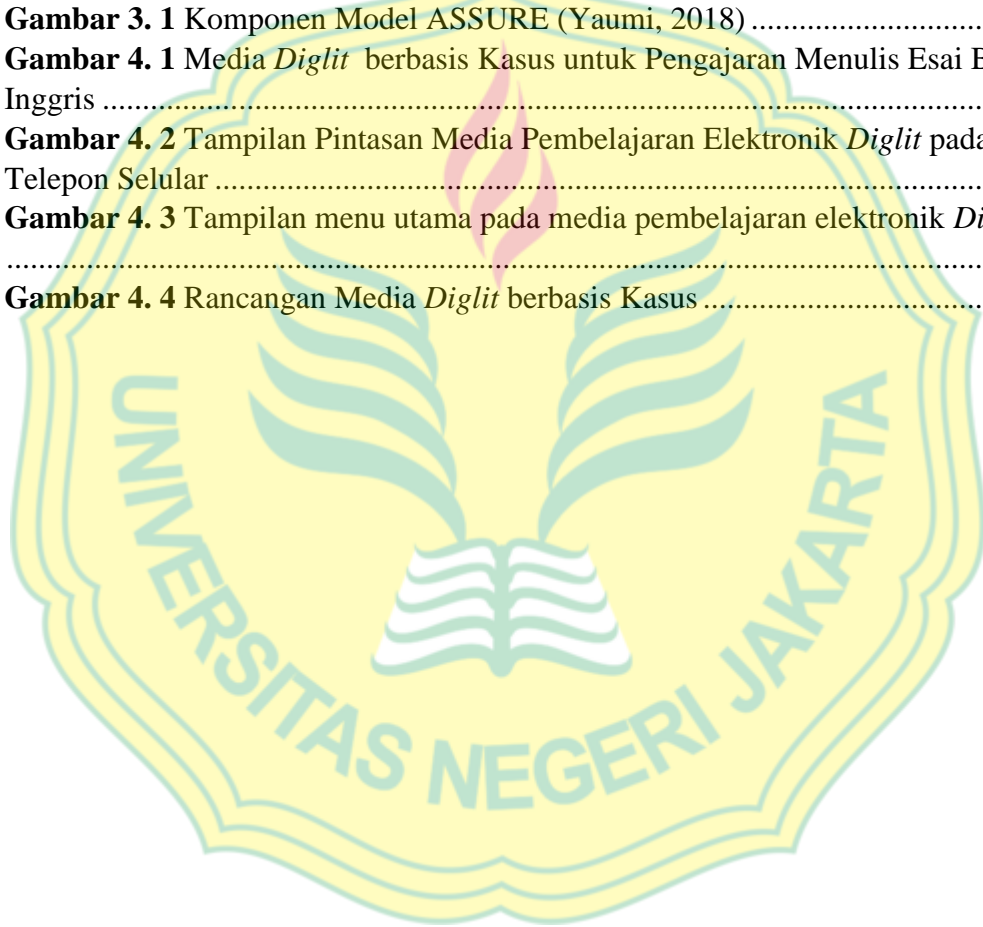 Gambar 3. 1 Komponen Model ASSURE (Yaumi, 2018) ..............................
Gambar 4. 1 Media Diglit berbasis Kasus untuk Pengajaran Menulis Esai B
Inggris ..............................................................................................................
Gambar 4. 2 Tampilan Pintasan Media Pembelajaran Elektronik Diglit pada
Telepon Selular ................................................................................................
Gambar 4. 3 Tampilan menu utama pada media pembelajaran elektronik Di
..........................................................................................................................
Gambar 4. 4 Rancangan Media Diglit berbasis Kasus ...................................
UNIVERSITAS NEGERI JAKARTA